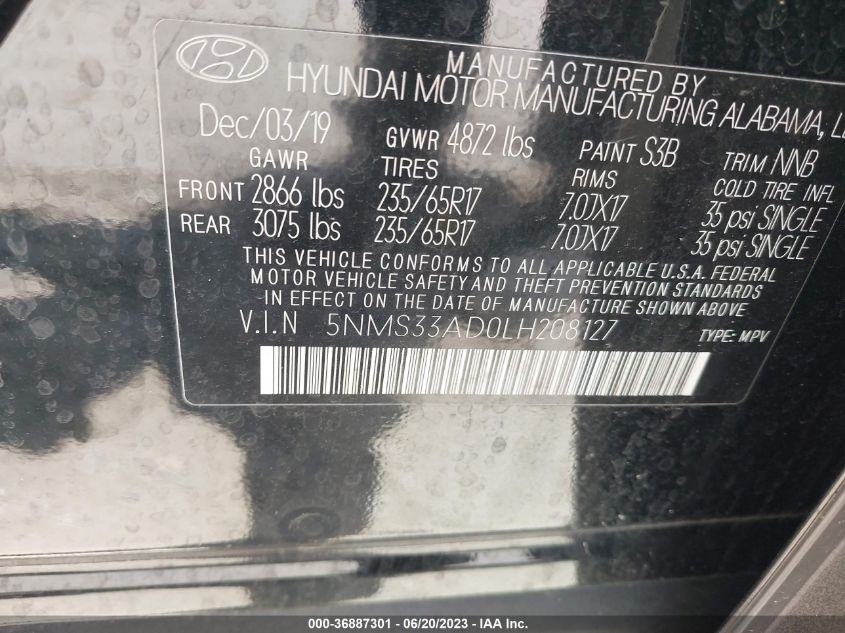 MANUFACTURED BY
HYUNDAI MOTOR MANUFACTURING ALABAMA,
Dec/03/19 GVWR 4872 lbs PAINT S3B TRIM NNB
GAWR TIRES RIMS COLD TIRE INFL
FRONT 2866 lbs 235/65R17 7.0JX17 35 psi SINGLE
REAR 3075 lbs 235/65R17 7.0JX17 35 psi SINGLE
THIS VEHICLE CONFORMS TO ALL APPLICABLE U.S.A. FEDERAL
MOTOR VEHICLE SAFETY AND THEFT PREVENTION STANDARDS
IN EFFECT ON THE DATE OF MANUFACTURE SHOWN ABOVE
V.I.N 5NMS33AD0LH208127 TYPE: MPV
000-36887301 - 06/20/2023 - IAA Inc.